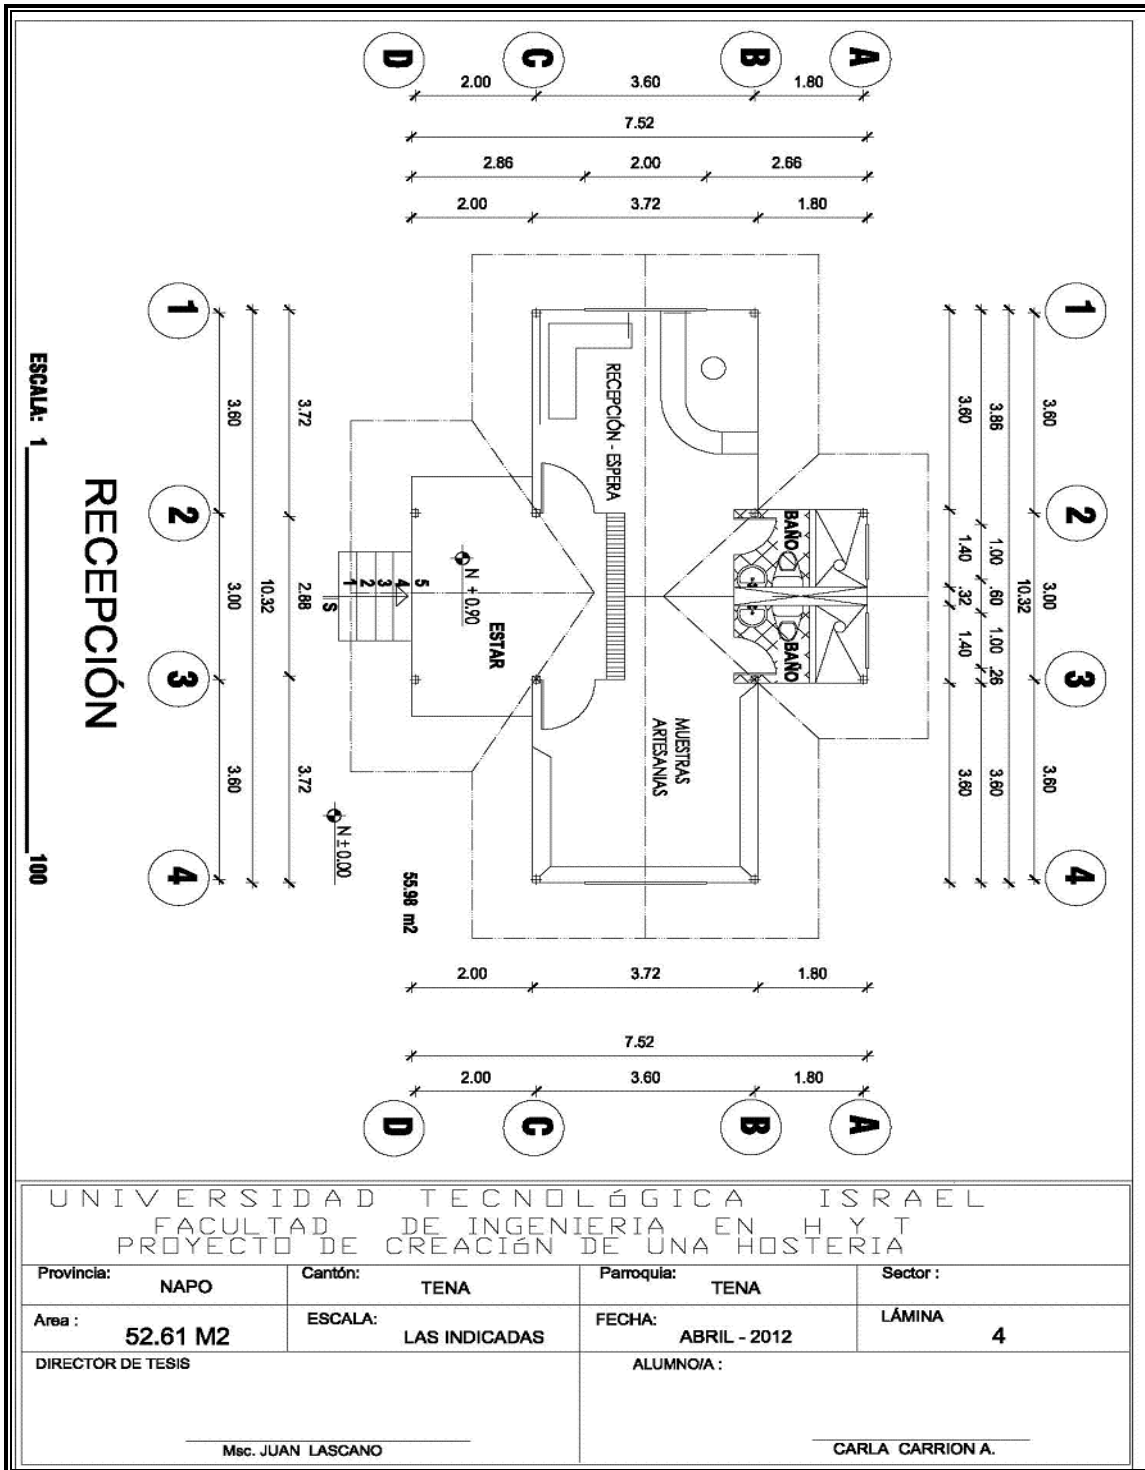 D
C
B
A
2.00
3.60
1.80
7.52
2.86
2.00
2.66
2.00
3.72
1.80
1
2
3
4
3.60
3.00
3.60
10.32
3.86
1.00
.60
1.00
.26
3.60
3.60
1.40
.32
1.40
3.60
RECEPCIÓN - ESPERA
BAÑO
BAÑO
MUESTRAS
ARTESANIAS
ESTAR
N + 0.90
1
2
3
4
5
S
N ± 0.00
55.98 m2
3.72
2.88
3.72
10.32
3.60
3.00
3.60
1
2
3
4
RECEPCIÓN
ESCALA: 1
100
2.00
3.72
1.80
7.52
2.00
3.60
1.80
D
C
B
A
UNIVERSIDAD TECNOLóGICA ISRAEL
FACULTAD DE INGENIERIA EN H Y T
PROYECTO DE CREACIóN DE UNA HOSTERIA
Provincia: NAPO
Cantón: TENA
Parroquia: TENA
Sector :
Area : 52.61 M2
ESCALA: LAS INDICADAS
FECHA: ABRIL - 2012
LÁMINA 4
DIRECTOR DE TESIS
ALUMNO/A :
Msc. JUAN LASCANO
CARLA CARRION A.